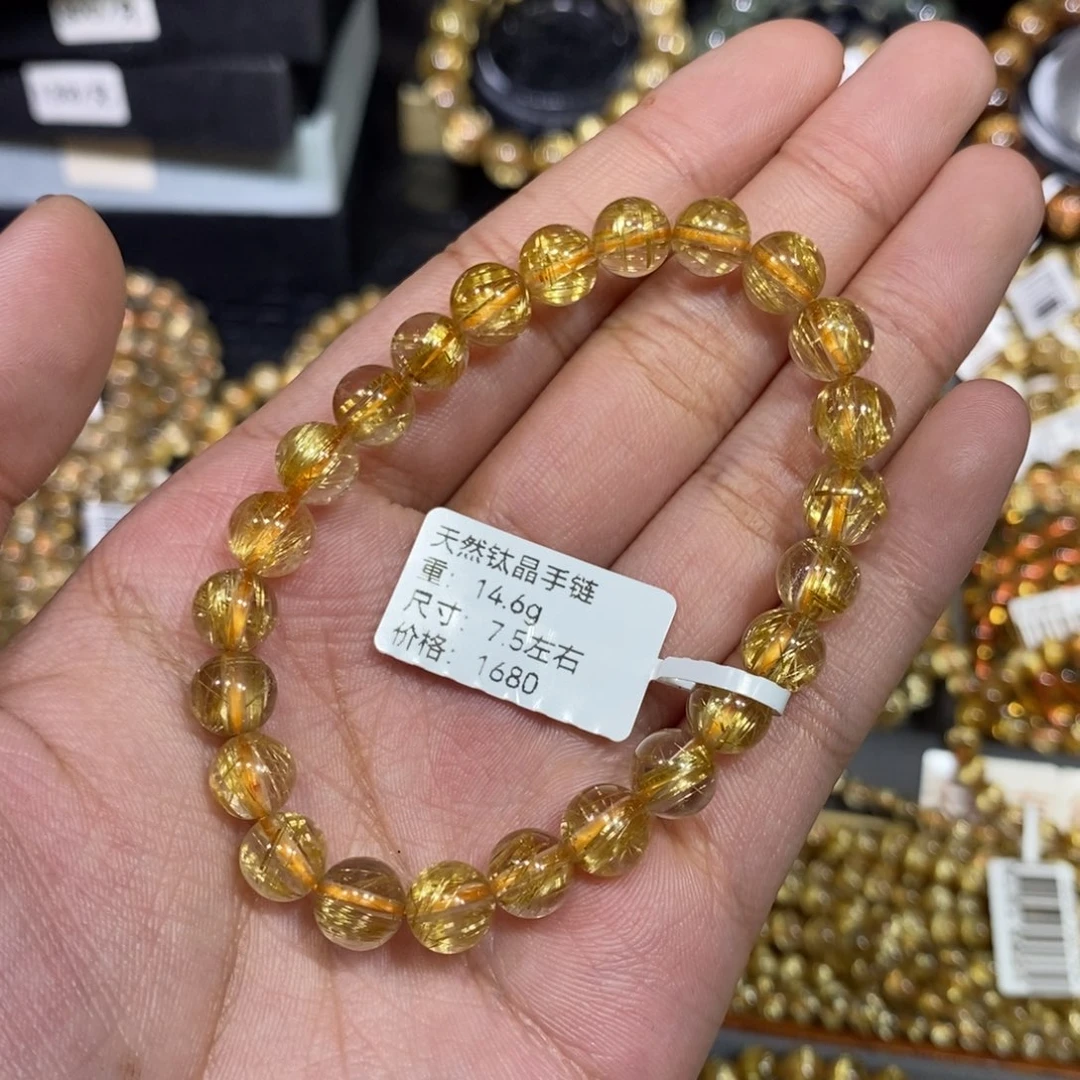 天然钛晶手链
重: 14.6g
尺寸: 7.5左右
价格: 1680